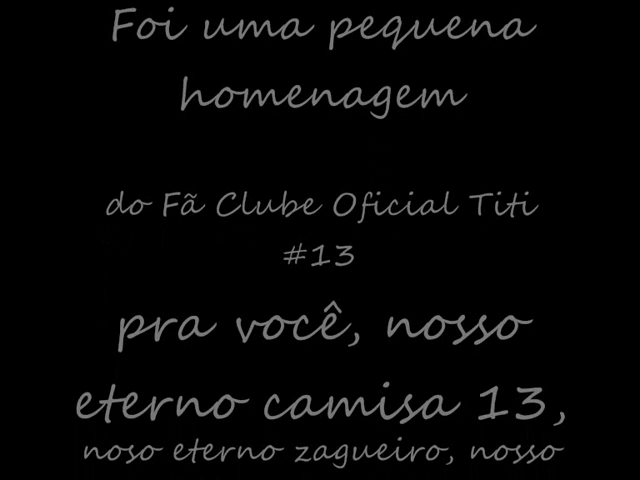 Foi uma pequena
homenagem
do Fã Clube Oficial Titi
#13
pra você, nosso
eterno camisa 13,
noso eterno zagueiro, nosso